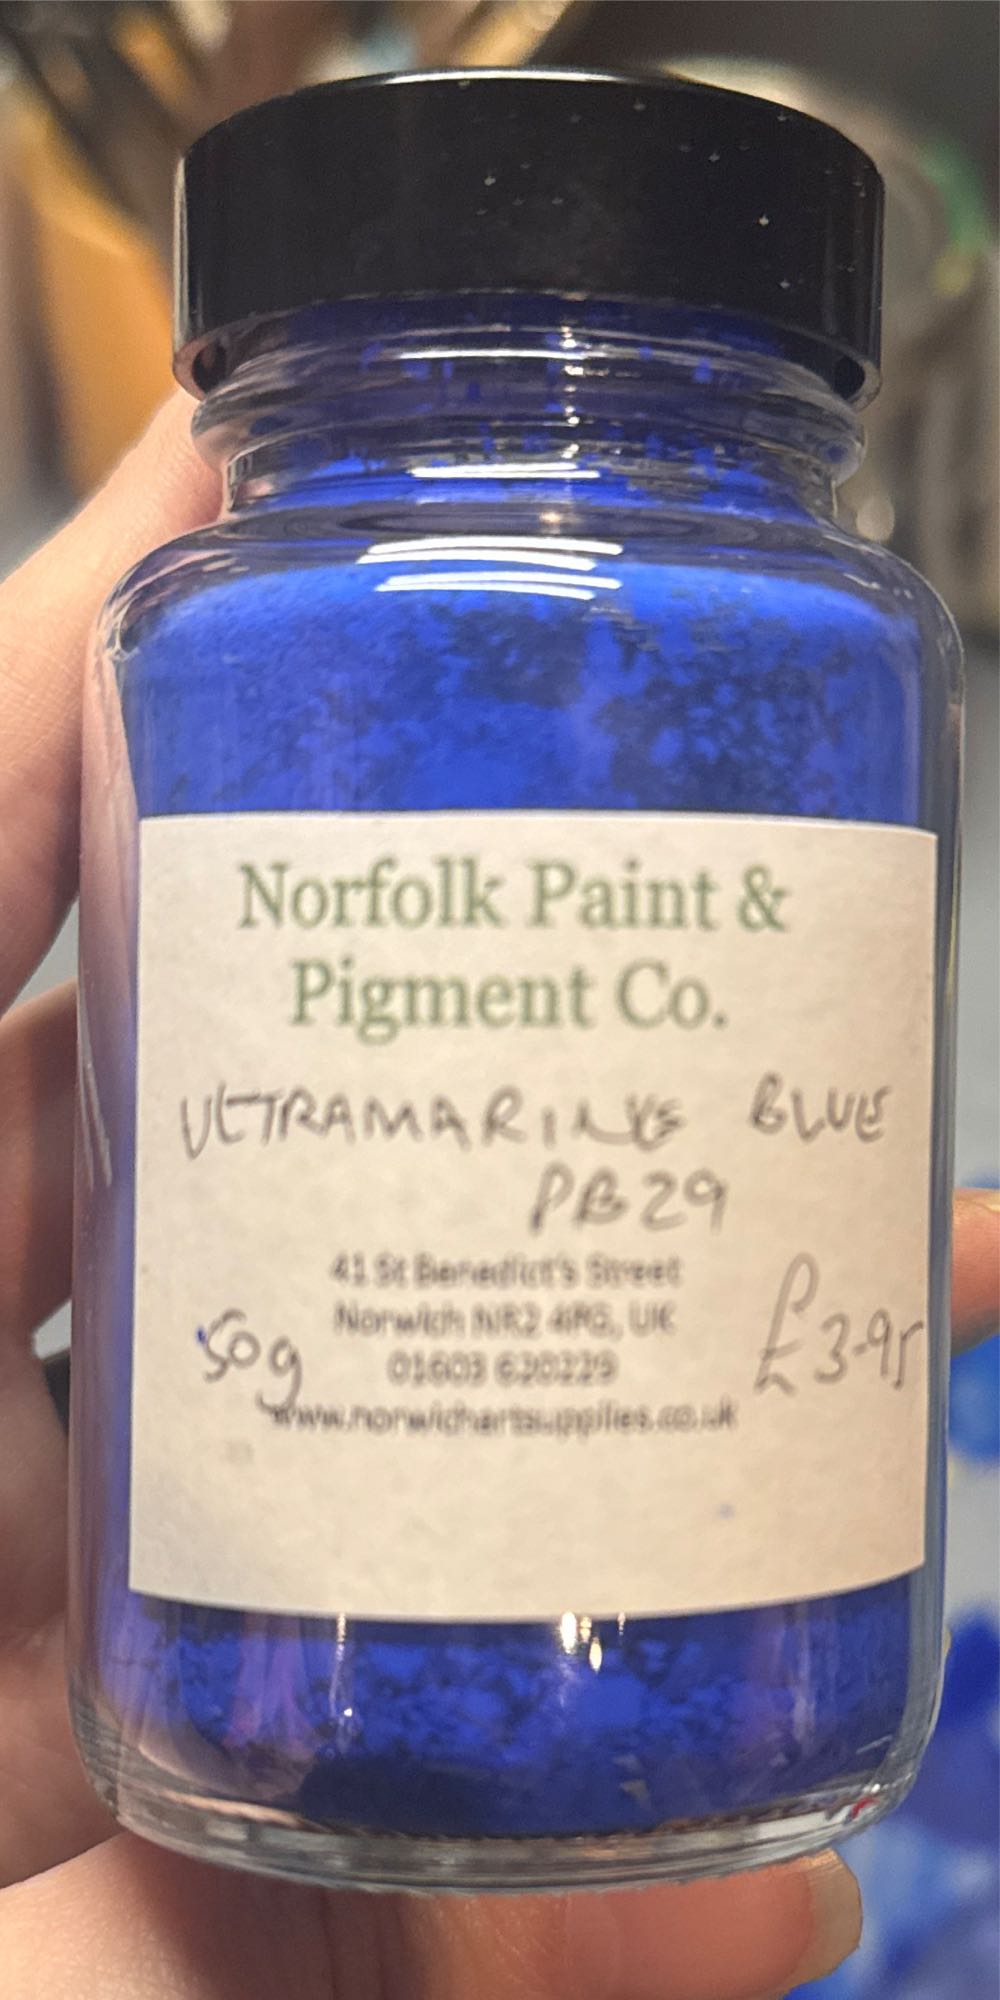 Norfolk Paint &
Pigment Co.
ULTRAMARINE BLUE
PB29
41 St Benedict's Street
Norwich NR2 4PG, UK
50g
£3.95
01603 620229
www.norwichartsupplies.co.uk